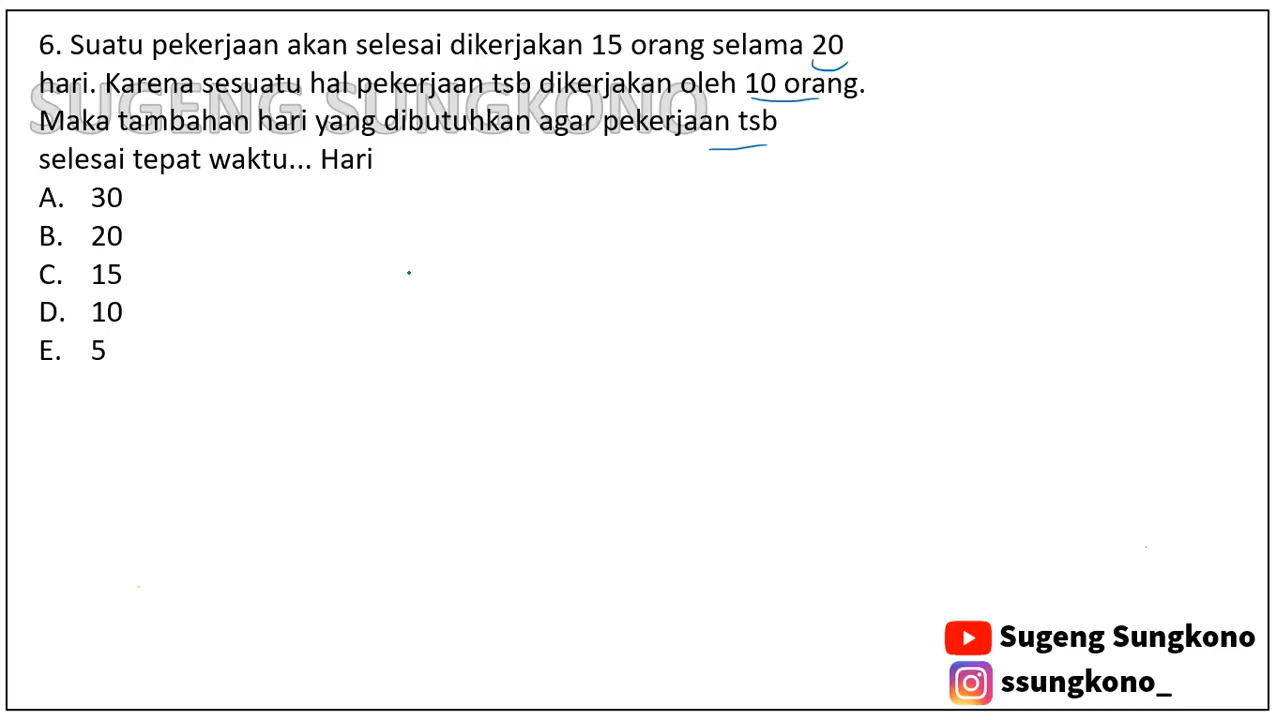 6. Suatu pekerjaan akan selesai dikerjakan 15 orang selama 20
hari. Karena sesuatu hal pekerjaan tsb dikerjakan oleh 10 orang.
SUGENG SUNGKONO
Maka tambahan hari yang dibutuhkan agar pekerjaan tsb
selesai tepat waktu... Hari
A. 30
B. 20
C. 15
D. 10
E. 5
Sugeng Sungkono
ssungkono_